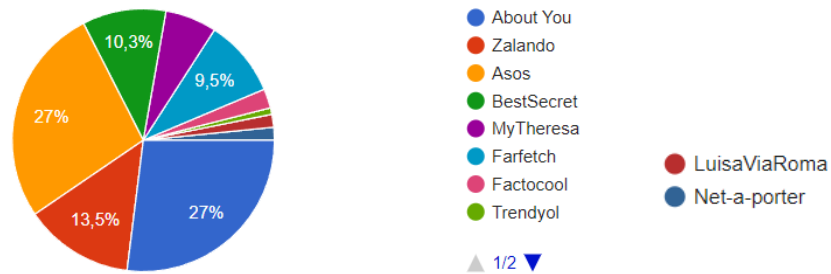 10,3%
9,5%
27%
13,5%
27%
About You
Zalando
Asos
BestSecret
MyTheresa
Farfetch
Factocool
Trendyol
1/2
LuisaViaRoma
Net-a-porter